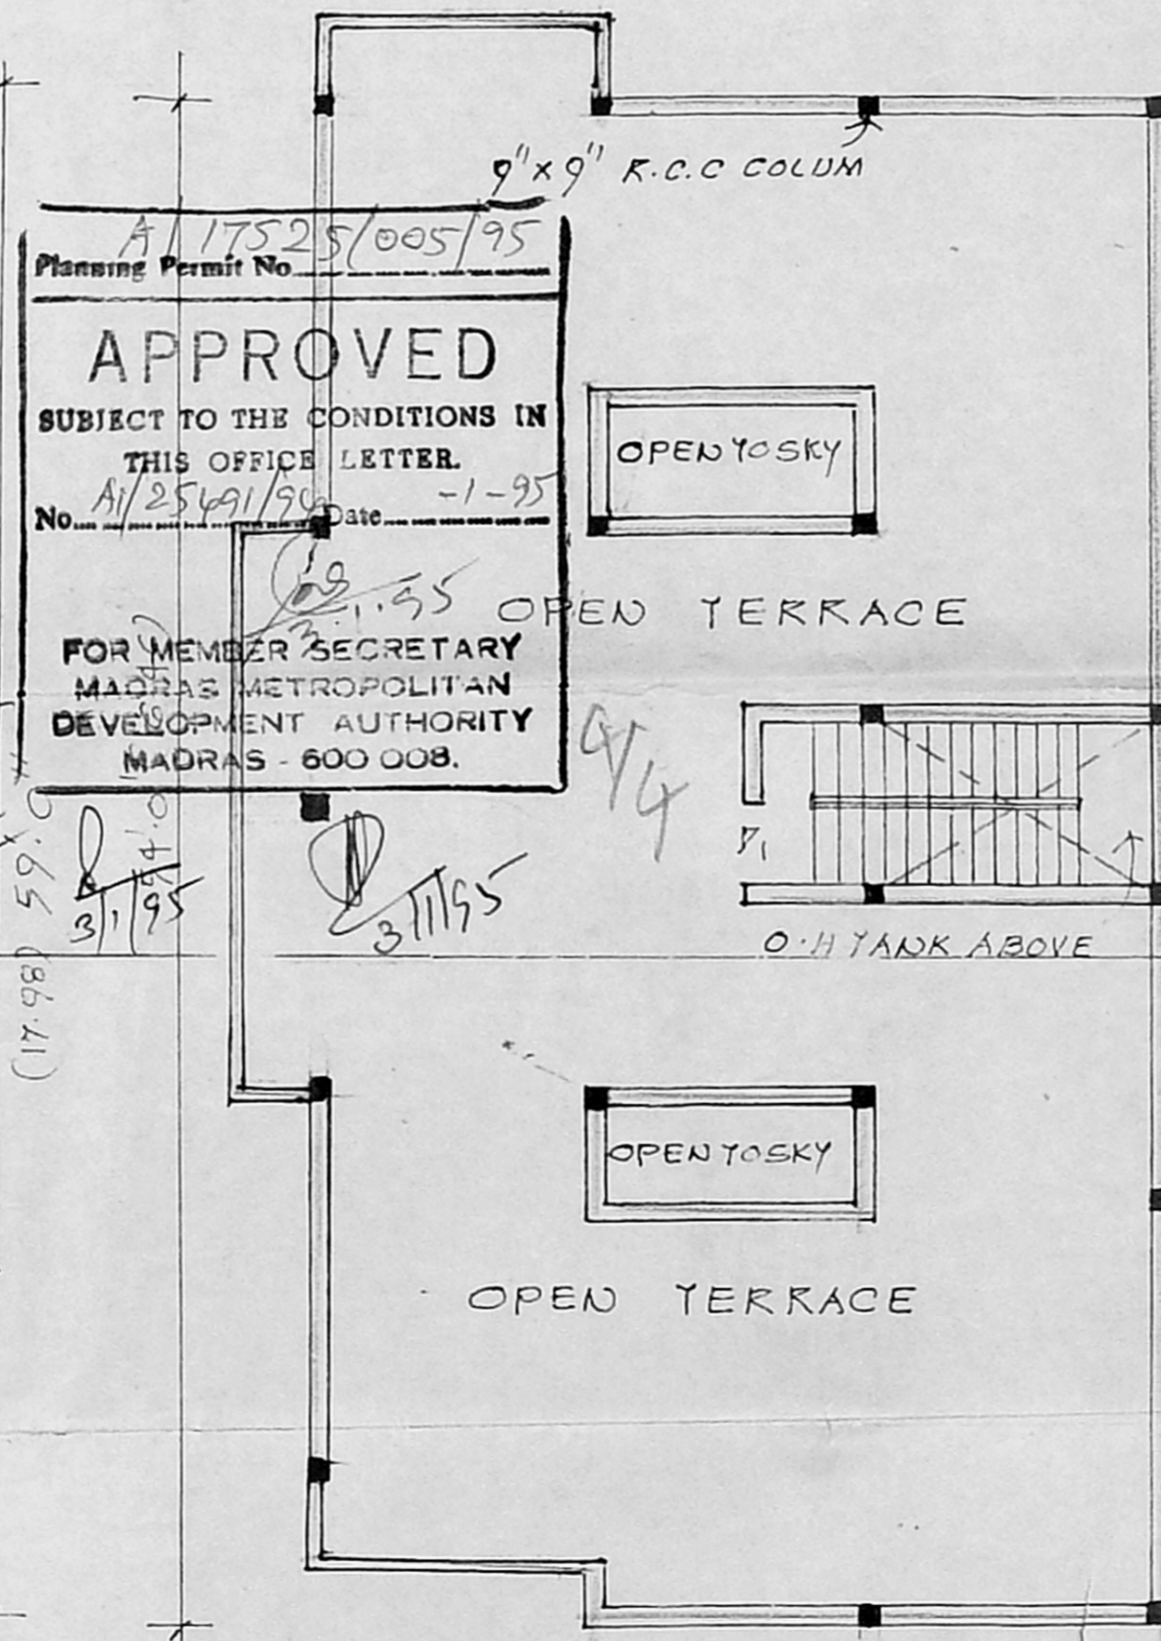 9" x 9" R.C.C COLUM
A/17525/005/95
Planning Permit No
APPROVED
SUBJECT TO THE CONDITIONS IN
THIS OFFICE LETTER.
No. A1/25491/94 Date -1-95
3.1.95
FOR MEMBER SECRETARY
MADRAS METROPOLITAN
DEVELOPMENT AUTHORITY
MADRAS - 600 008.
OPEN TO SKY
OPEN TERRACE
4/4
3/1/95
3/1/95
(17.98) 59.0"
O.H TANK ABOVE
OPEN TO SKY
OPEN TERRACE